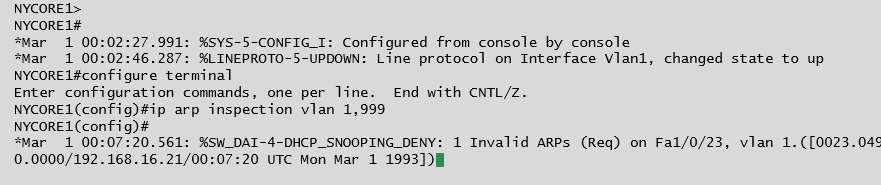 NYCORE1>
NYCORE1#
*Mar  1 00:02:27.991: %SYS-5-CONFIG_I: Configured from console by console
*Mar  1 00:02:46.287: %LINEPROTO-5-UPDOWN: Line protocol on Interface Vlan1, changed state to up
NYCORE1#configure terminal
Enter configuration commands, one per line.  End with CNTL/Z.
NYCORE1(config)#ip arp inspection vlan 1,999
NYCORE1(config)#
*Mar  1 00:07:20.561: %SW_DAI-4-DHCP_SNOOPING_DENY: 1 Invalid ARPs (Req) on Fa1/0/23, vlan 1.([0023.049
0.0000/192.168.16.21/00:07:20 UTC Mon Mar 1 1993])